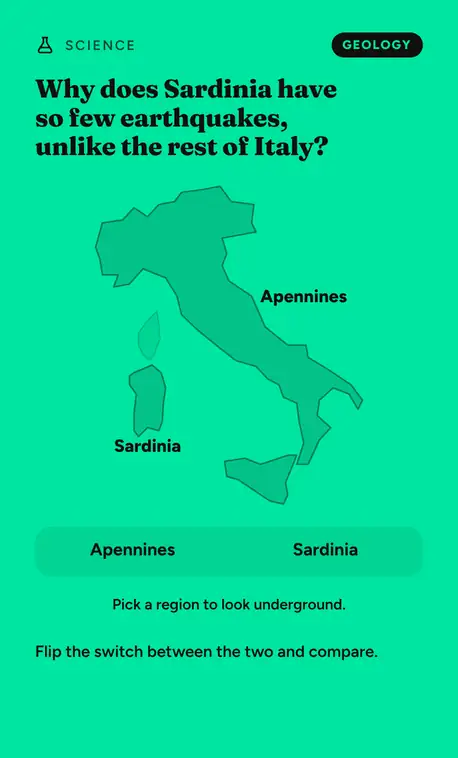 SCIENCE
GEOLOGY
Why does Sardinia have
so few earthquakes,
unlike the rest of Italy?
Apennines
Sardinia
Apennines
Sardinia
Pick a region to look underground.
Flip the switch between the two and compare.